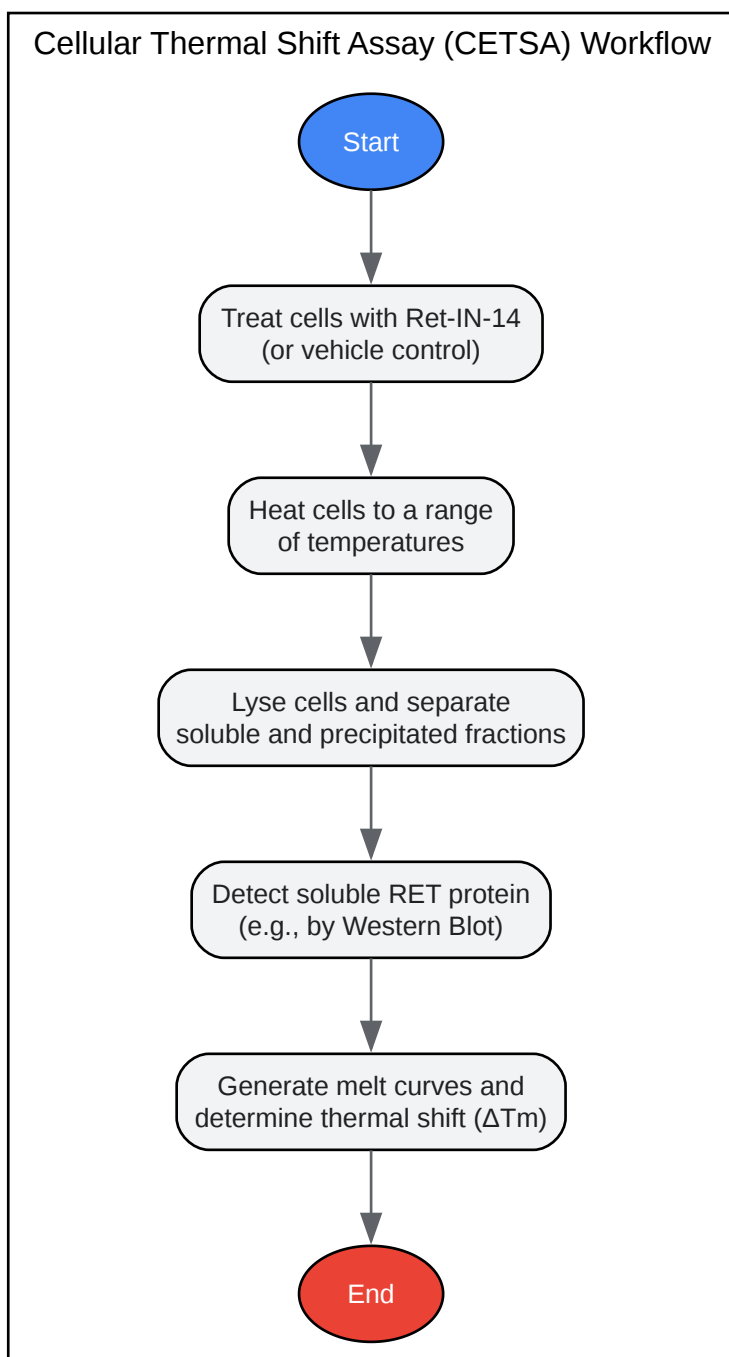 Cellular Thermal Shift Assay (CETSA) Workflow
Start
Treat cells with Ret-IN-14
(or vehicle control)
Heat cells to a range
of temperatures
Lyse cells and separate
soluble and precipitated fractions
Detect soluble RET protein
(e.g., by Western Blot)
Generate melt curves and
determine thermal shift (ΔTm)
End